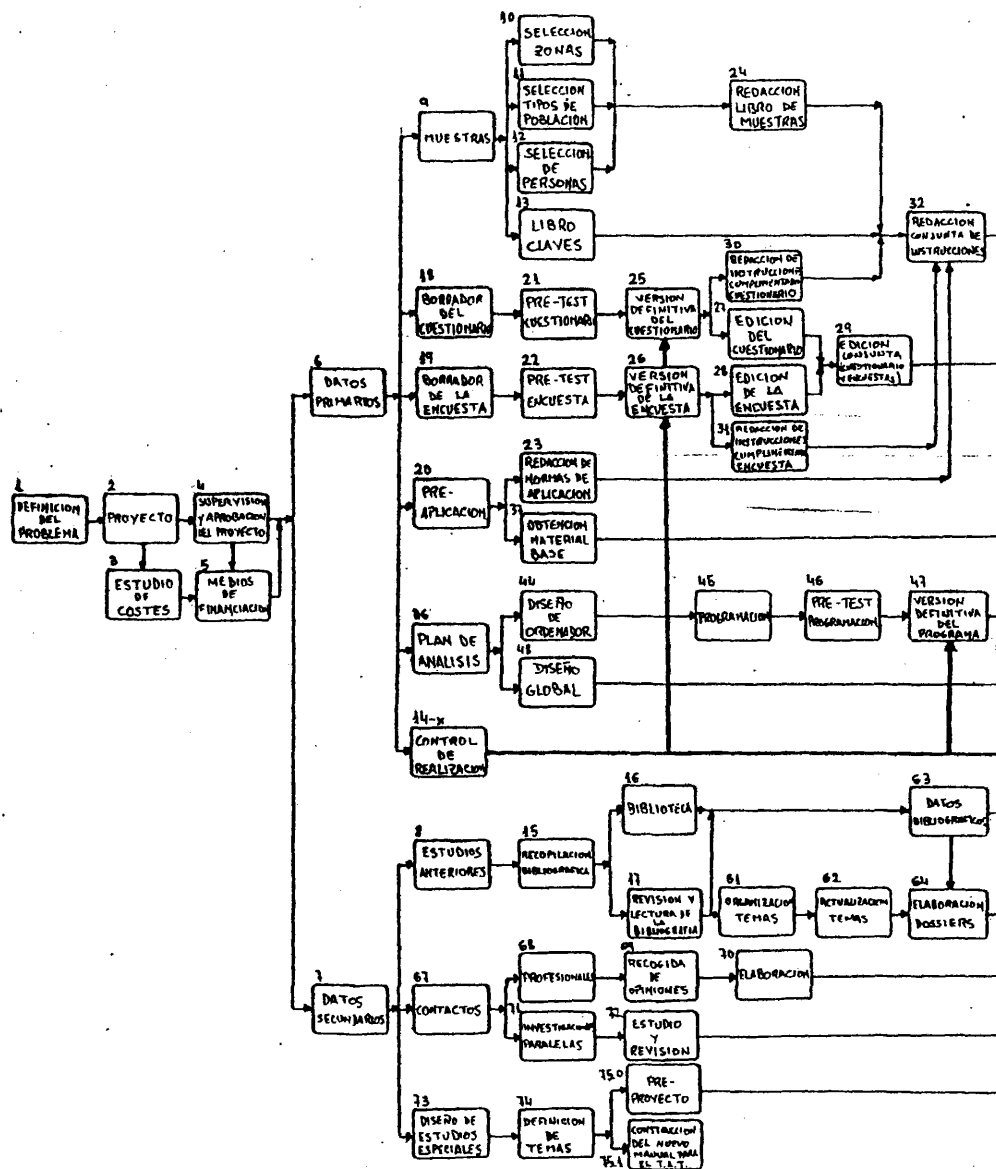 1
DEFINICION
DEL
PROBLEMA
2
PROYECTO
3
ESTUDIO
DE
COSTES
4
SUPERVISION
Y APROBACION
DEL PROYECTO
5
MEDIOS
DE
FINANCIACION
6
DATOS
PRIMARIOS
7
DATOS
SECUNDARIOS
9
MUESTRAS
10
SELECCION
ZONAS
11
SELECCION
TIPOS DE
POBLACIÓN
12
SELECCION
DE
PERSONAS
13
LIBRO
CLAVES
24
REDACCION
LIBRO DE
MUESTRAS
32
REDACCION
CONJUNTA DE
INSTRUCCIONES
18
BORRADOR
DEL
CUESTIONARIO
21
PRE-TEST
CUESTIONARIO
25
VERSION
DEFINITIVA
DEL
CUESTIONARIO
30
REDACCION DE
INSTRUCCIONES
CUESTIONARIO
27
EDICION
DEL
CUESTIONARIO
29
EDICION
CONJUNTA
(CUESTIONARIO
Y ENCUESTAS)
19
BORRADOR
DE LA
ENCUESTA
22
PRE-TEST
ENCUESTA
26
VERSION
DEFINITIVA
DE LA
ENCUESTA
28
EDICION
DE LA
ENCUESTA
31
REDACCION DE
INSTRUCCIONES
ENCUESTA
20
PRE-
APLICACION
23
REDACCION DE
NORMAS DE
APLICACION
OBTENCION
MATERIAL
BASE
PLAN DE
ANALISIS
44
DISEÑO
DE
ORDENADOR
DISEÑO
GLOBAL
45
PROGRAMACION
46
PRE-TEST
PROGRAMACION
47
VERSION
DEFINITIVA
DEL
PROGRAMA
14-x
CONTROL
DE
REALIZACION
8
ESTUDIOS
ANTERIORES
15
RECOPILACION
BIBLIOGRAFICA
16
BIBLIOTECA
17
REVISION Y
LECTURA DE
LA
BIBLIOGRAFIA
61
ORGANIZACION
TEMAS
62
ACTUALIZACION
TEMAS
63
DATOS
BIBLIOGRAFICOS
64
ELABORACION
DOSSIERS
67
CONTACTOS
68
PROFESIONALES
69
RECOGIDA
DE
OPINIONES
70
ELABORACION
71
INVESTIGACIONES
PARALELAS
72
ESTUDIO
Y
REVISION
73
DISEÑO DE
ESTUDIOS
ESPECIALES
74
DEFINICION
DE
TEMAS
75.0
PRE-
PROYECTO
75.1
CONSTRUCCION
DEL NUEVO
MANUAL PARA
EL T.A.T.